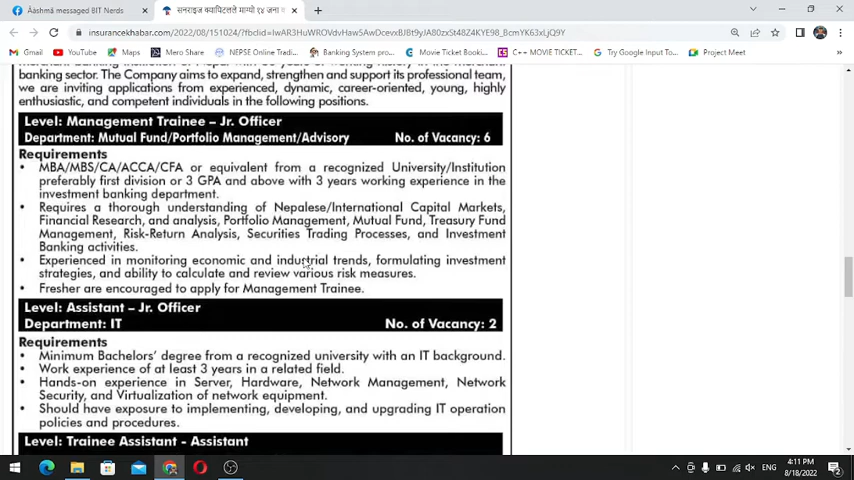 Ååshmå messaged BIT Nerds
सनराइज क्यापिटलले माग्यो १४ जना क
insurancekhabar.com/2022/08/151024/?fbclid=IwAR3HuWROVdvHawSAwOcevxBJ8t9yJA80zxSt48Z4KYE98_BcmYK63xLjQ9Y
Gmail
YouTube
Maps
Mero Share
NEPSE Online Tradi...
Banking System pro...
Movie Ticket Booki...
C++ MOVIE TICKET...
Try Google Input To...
Project Meet
banking sector. The Company aims to expand, strengthen and support its professional team,
we are inviting applications from experienced, dynamic, career-oriented, young, highly
enthusiastic, and competent individuals in the following positions.
Level: Management Trainee – Jr. Officer
Department: Mutual Fund/Portfolio Management/Advisory No. of Vacancy: 6
Requirements
• MBA/MBS/CA/ACCA/CFA or equivalent from a recognized University/Institution
preferably first division or 3 GPA and above with 3 years working experience in the
investment banking department.
• Requires a thorough understanding of Nepalese/International Capital Markets,
Financial Research, and analysis, Portfolio Management, Mutual Fund, Treasury Fund
Management, Risk-Return Analysis, Securities Trading Processes, and Investment
Banking activities.
• Experienced in monitoring economic and industrial trends, formulating investment
strategies, and ability to calculate and review various risk measures.
• Fresher are encouraged to apply for Management Trainee.
Level: Assistant – Jr. Officer
Department: IT No. of Vacancy: 2
Requirements
• Minimum Bachelors' degree from a recognized university with an IT background.
• Work experience of at least 3 years in a related field.
• Hands-on experience in Server, Hardware, Network Management, Network
Security, and Virtualization of network equipment.
• Should have exposure to implementing, developing, and upgrading IT operation
policies and procedures.
Level: Trainee Assistant - Assistant
ENG
4:11 PM
8/18/2022
2